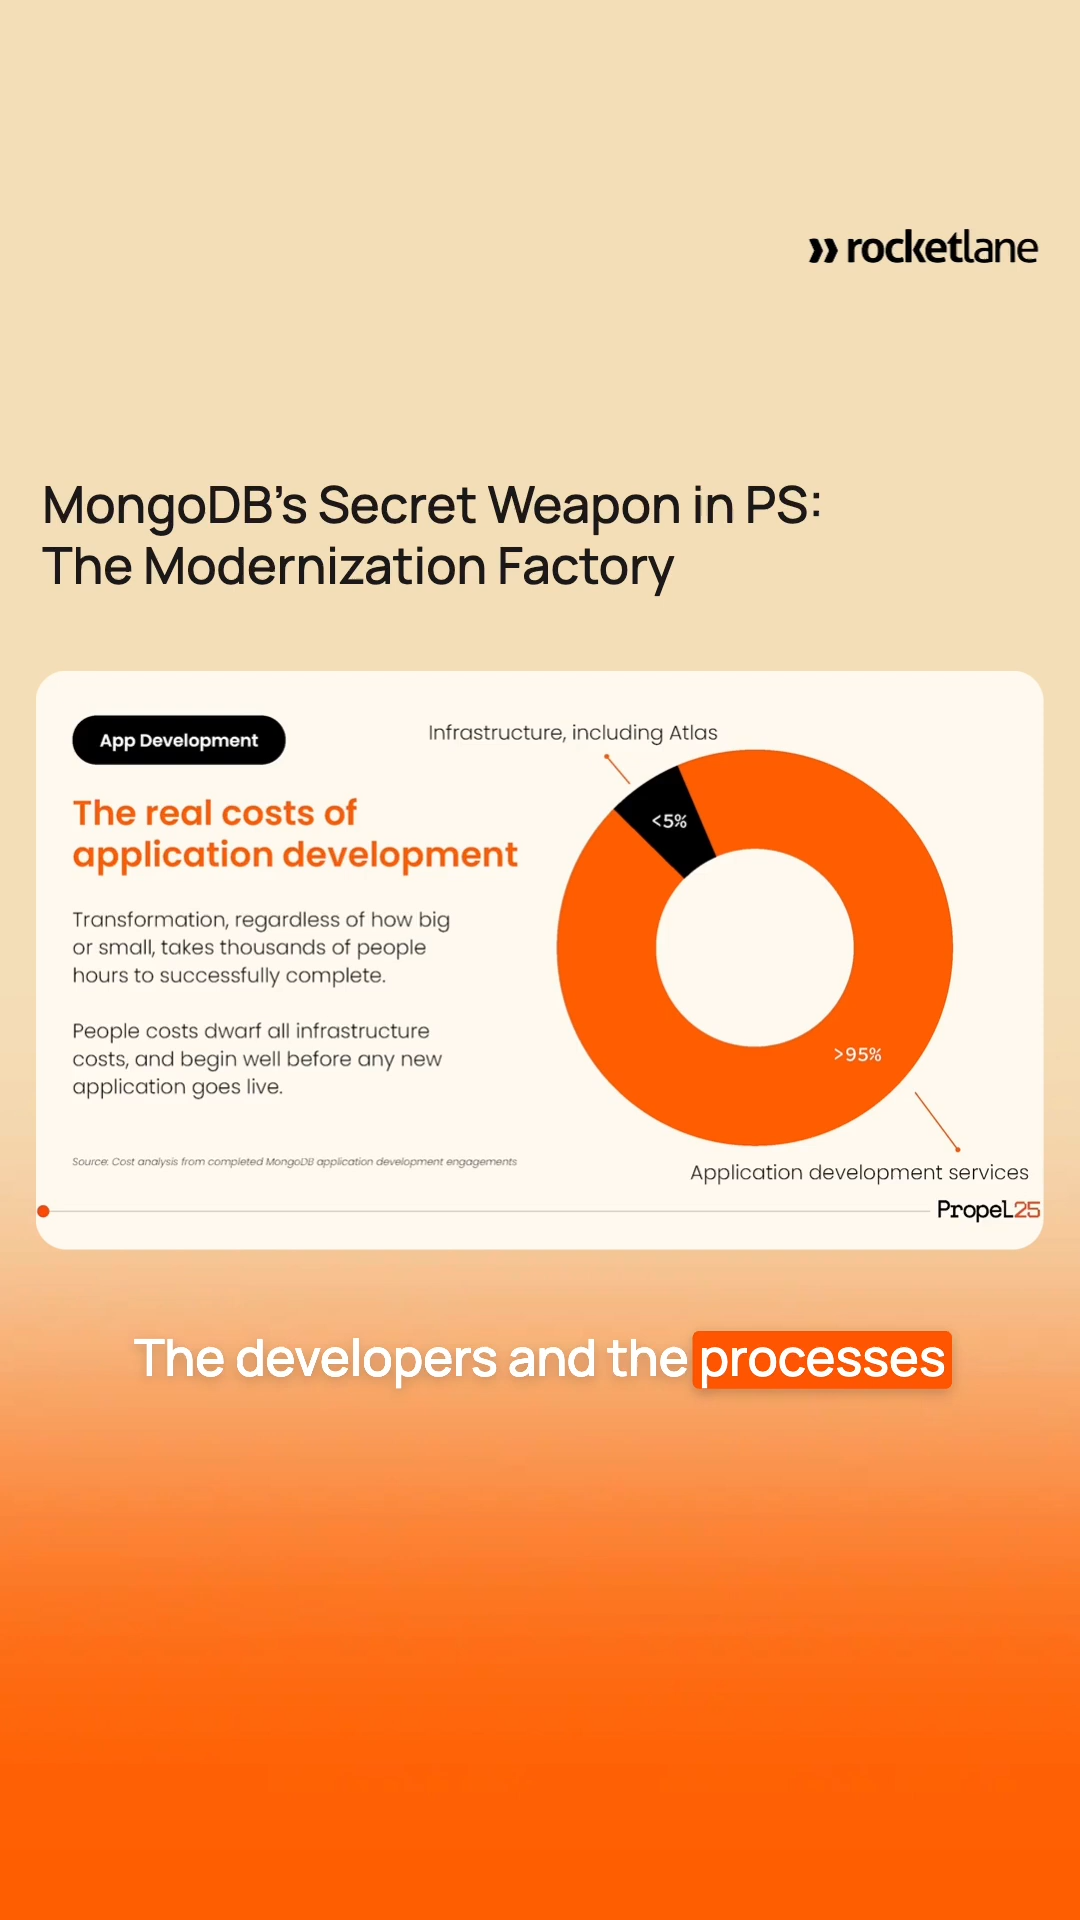 rocketlane
MongoDB’s Secret Weapon in PS:
The Modernization Factory
App Development
The real costs of
application development
Transformation, regardless of how big
or small, takes thousands of people
hours to successfully complete.
People costs dwarf all infrastructure
costs, and begin well before any new
application goes live.
Source: Cost analysis from completed MongoDB application development engagements
Infrastructure, including Atlas
<5%
>95%
Application development services
Propel25
The developers and the processes